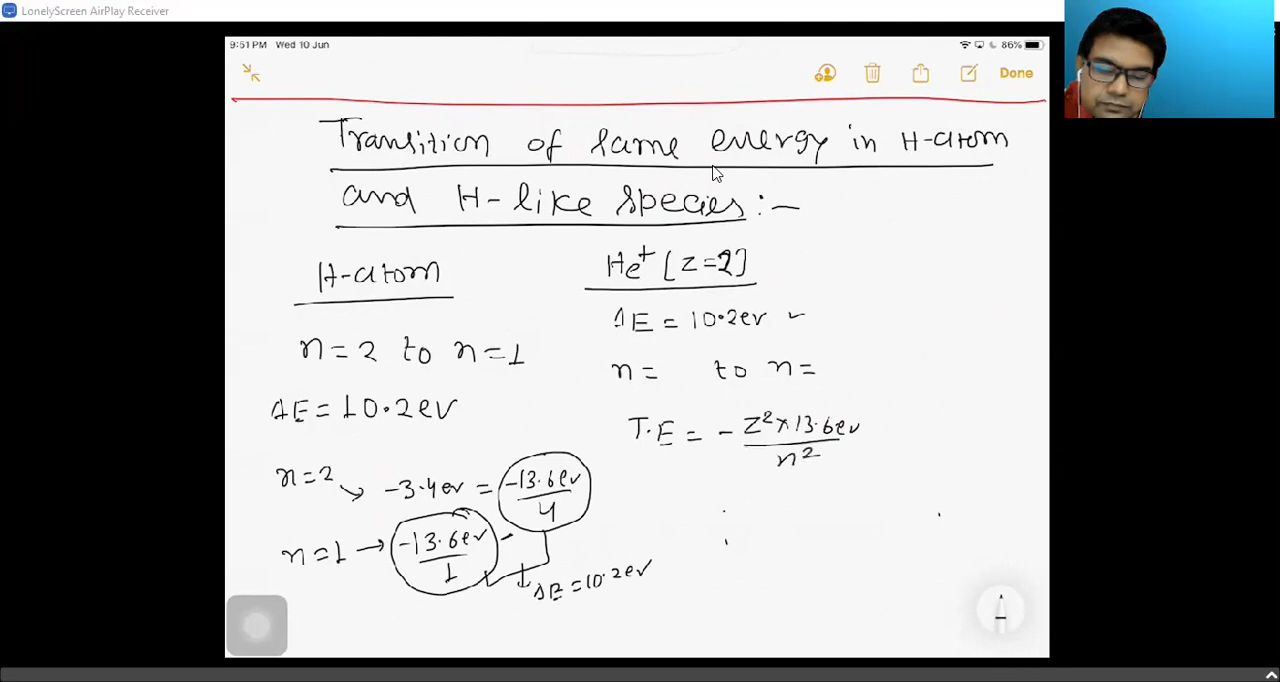 LonelyScreen AirPlay Receiver
9:51 PM Wed 10 Jun
86%
Done
Transition of same energy in H-atom
and H-like species:-
H-atom
He+ [Z=2]
n=2 to n=1
ΔE = 10.2ev
ΔE = 10.2ev
n= to n=
T.E = - Z²×13.6ev / n²
n=2 → -3.4ev = -13.6ev / 4
n=1 → -13.6ev / 1
ΔE = 10.2ev